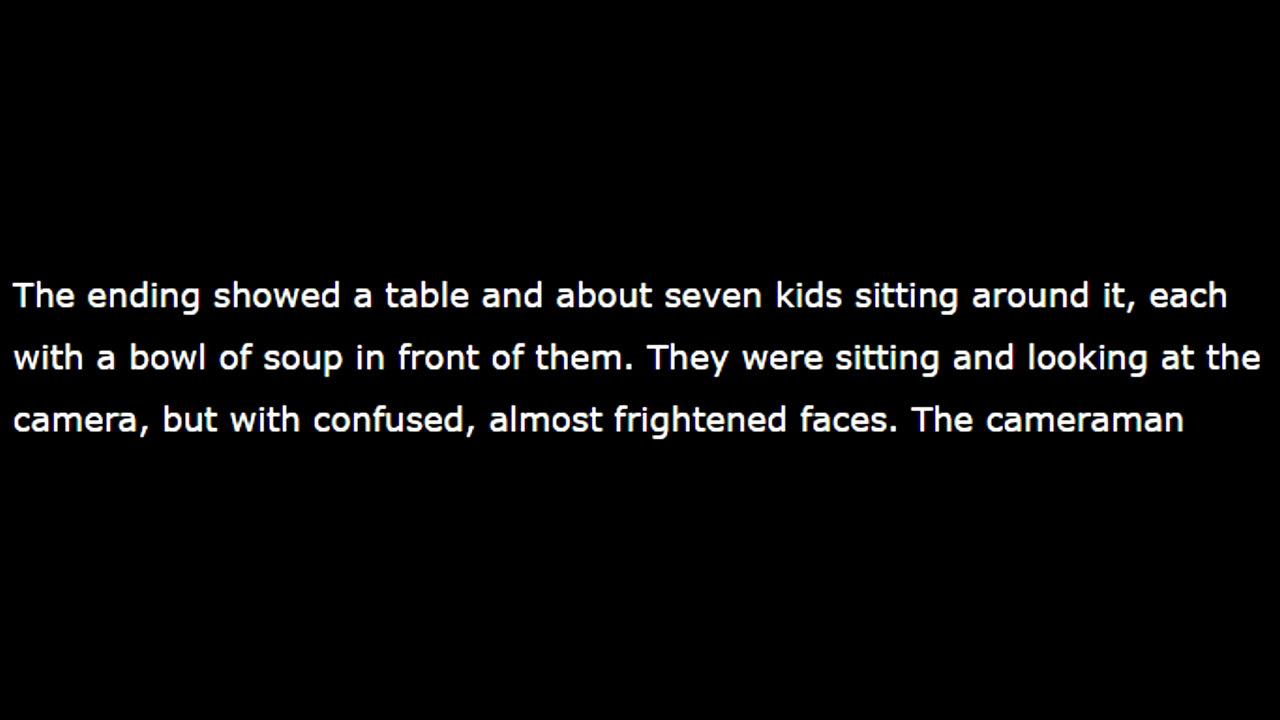 The ending showed a table and about seven kids sitting around it, each
with a bowl of soup in front of them. They were sitting and looking at the
camera, but with confused, almost frightened faces. The cameraman